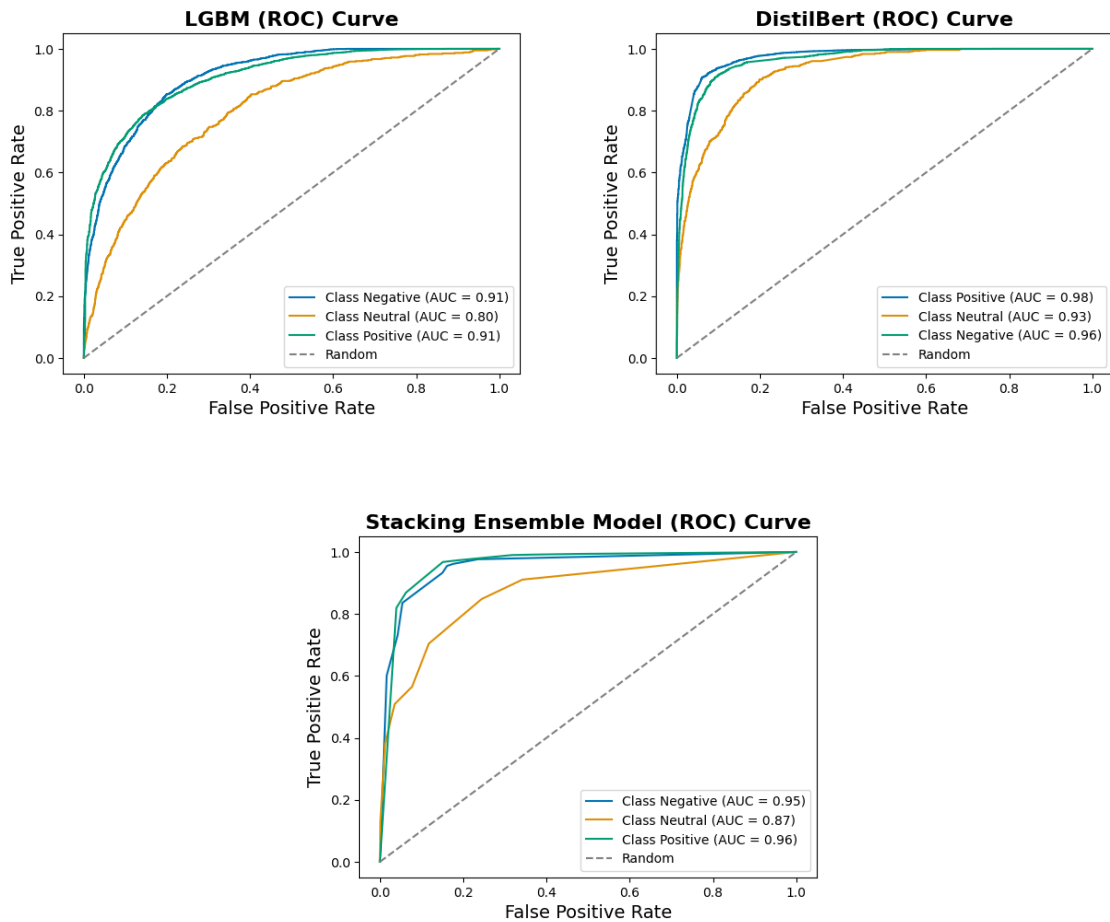 LGBM (ROC) Curve
True Positive Rate
1.0
0.8
0.6
0.4
0.2
0.0
Class Negative (AUC = 0.91)
Class Neutral (AUC = 0.80)
Class Positive (AUC = 0.91)
Random
0.0 0.2 0.4 0.6 0.8 1.0
False Positive Rate
DistilBert (ROC) Curve
True Positive Rate
1.0
0.8
0.6
0.4
0.2
0.0
Class Positive (AUC = 0.98)
Class Neutral (AUC = 0.93)
Class Negative (AUC = 0.96)
Random
0.0 0.2 0.4 0.6 0.8 1.0
False Positive Rate
Stacking Ensemble Model (ROC) Curve
True Positive Rate
1.0
0.8
0.6
0.4
0.2
0.0
Class Negative (AUC = 0.95)
Class Neutral (AUC = 0.87)
Class Positive (AUC = 0.96)
Random
0.0 0.2 0.4 0.6 0.8 1.0
False Positive Rate